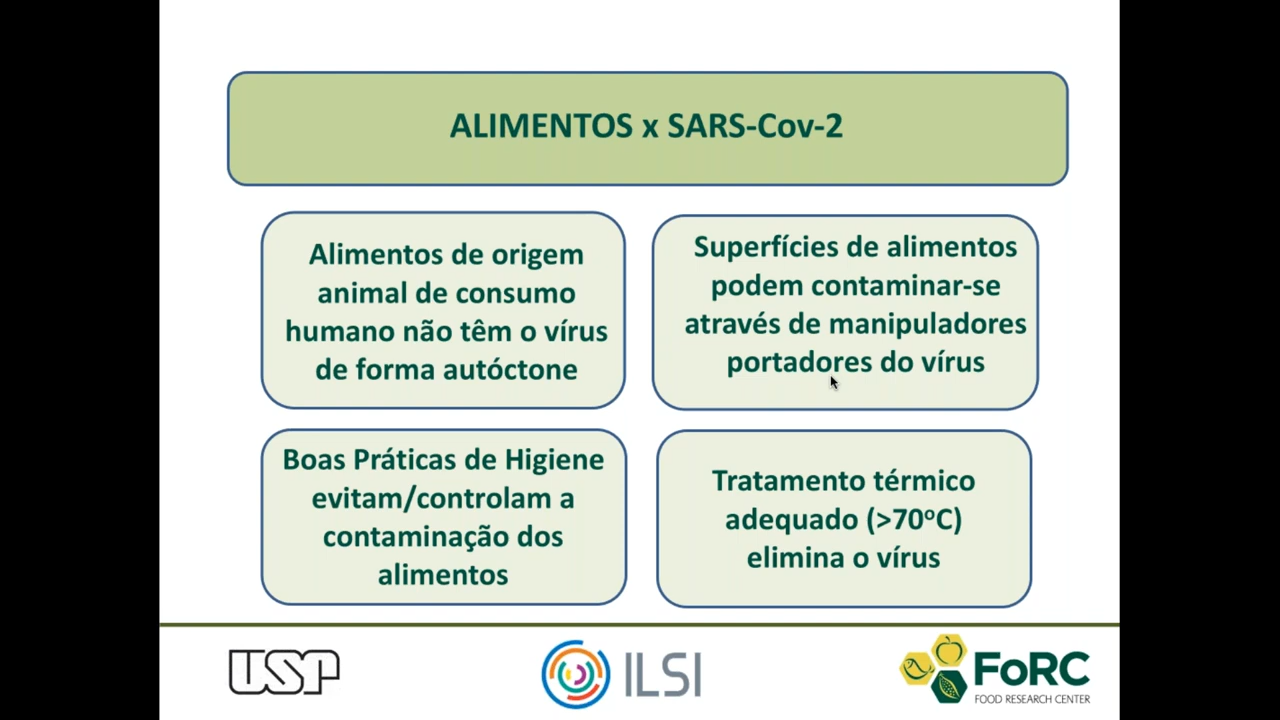 ALIMENTOS x SARS-Cov-2
Alimentos de origem
animal de consumo
humano não têm o vírus
de forma autóctone
Superfícies de alimentos
podem contaminar-se
através de manipuladores
portadores do vírus
Boas Práticas de Higiene
evitam/controlam a
contaminação dos
alimentos
Tratamento térmico
adequado (>70ºC)
elimina o vírus
USP
ILSI
FoRC
FOOD RESEARCH CENTER